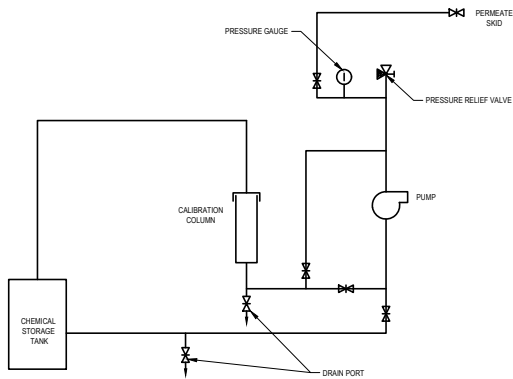 PERMEATE
SKID
PRESSURE GAUGE
PRESSURE RELIEF VALVE
PUMP
CALIBRATION
COLUMN
CHEMICAL
STORAGE
TANK
DRAIN PORT